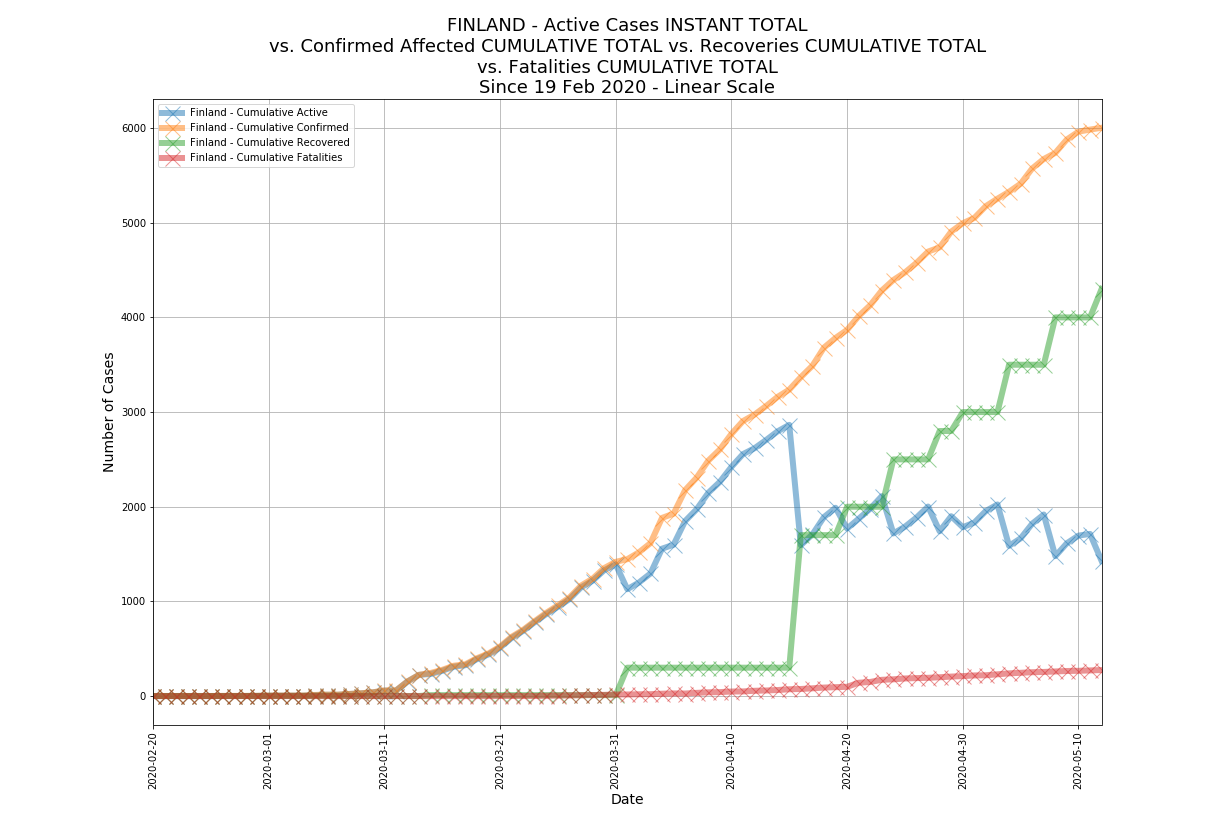 FINLAND - Active Cases INSTANT TOTAL
vs. Confirmed Affected CUMULATIVE TOTAL vs. Recoveries CUMULATIVE TOTAL
vs. Fatalities CUMULATIVE TOTAL
Since 19 Feb 2020 - Linear Scale
Finland - Cumulative Active
Finland - Cumulative Confirmed
Finland - Cumulative Recovered
Finland - Cumulative Fatalities
Number of Cases
6000
5000
4000
3000
2000
1000
0
2020-02-20
2020-03-01
2020-03-11
2020-03-21
2020-03-31
2020-04-10
2020-04-20
2020-04-30
2020-05-10
Date